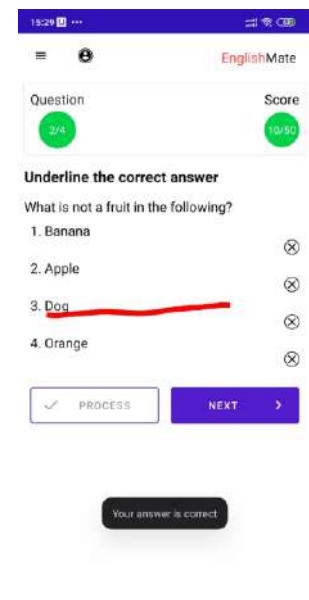 15:29
EnglishMate
Question Score
2/4 10/50
Underline the correct answer
What is not a fruit in the following?
1. Banana
2. Apple
3. Dog
4. Orange
PROCESS NEXT
Your answer is correct